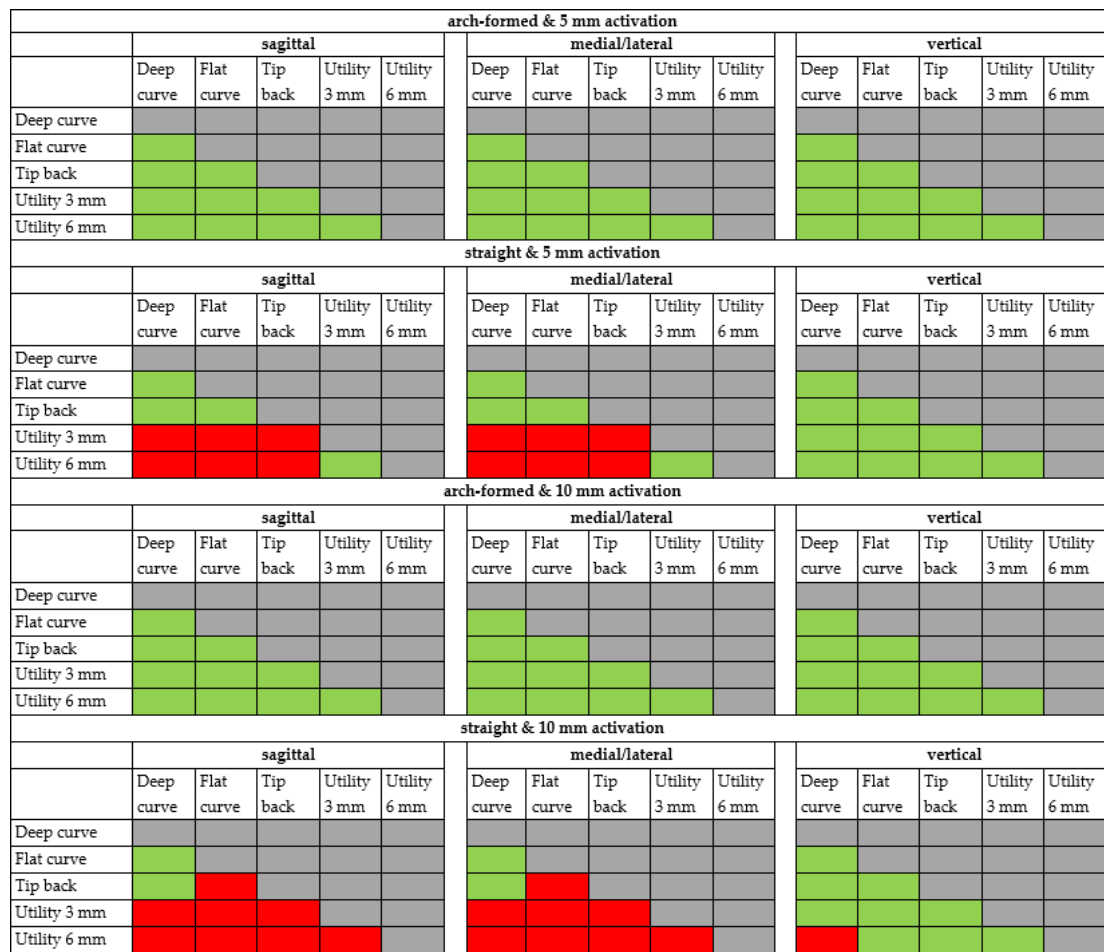 arch-formed & 5 mm activation
sagittal medial/lateral vertical
Deep Flat Tip Utility Utility Deep Flat Tip Utility Utility Deep Flat Tip Utility Utility
curve curve back 3 mm 6 mm curve curve back 3 mm 6 mm curve curve back 3 mm 6 mm
Deep curve
Flat curve
Tip back
Utility 3 mm
Utility 6 mm
straight & 5 mm activation
sagittal medial/lateral vertical
Deep Flat Tip Utility Utility Deep Flat Tip Utility Utility Deep Flat Tip Utility Utility
curve curve back 3 mm 6 mm curve curve back 3 mm 6 mm curve curve back 3 mm 6 mm
Deep curve
Flat curve
Tip back
Utility 3 mm
Utility 6 mm
arch-formed & 10 mm activation
sagittal medial/lateral vertical
Deep Flat Tip Utility Utility Deep Flat Tip Utility Utility Deep Flat Tip Utility Utility
curve curve back 3 mm 6 mm curve curve back 3 mm 6 mm curve curve back 3 mm 6 mm
Deep curve
Flat curve
Tip back
Utility 3 mm
Utility 6 mm
straight & 10 mm activation
sagittal medial/lateral vertical
Deep Flat Tip Utility Utility Deep Flat Tip Utility Utility Deep Flat Tip Utility Utility
curve curve back 3 mm 6 mm curve curve back 3 mm 6 mm curve curve back 3 mm 6 mm
Deep curve
Flat curve
Tip back
Utility 3 mm
Utility 6 mm